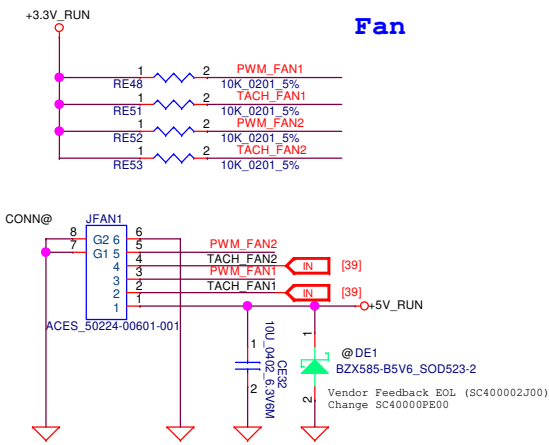 +3.3V_RUN
Fan
1 2 PWM_FAN1
RE48 10K_0201_5%
1 2 TACH_FAN1
RE51 10K_0201_5%
1 2 PWM_FAN2
RE52 10K_0201_5%
1 2 TACH_FAN2
RE53 10K_0201_5%
CONN@ JFAN1
8 G2 6 6
7 G1 5 5 PWM_FAN2
4 4 TACH_FAN2 IN [39]
3 3 PWM_FAN1
2 2 TACH_FAN1 IN [39]
1 1 +5V_RUN
ACES_50224-00601-001
1
2
CE32
10U_0402_6.3V6M
1
2
@ DE1
BZX585-B5V6_SOD523-2
Vendor Feedback EOL (SC400002J00)
Change SC40000PE00